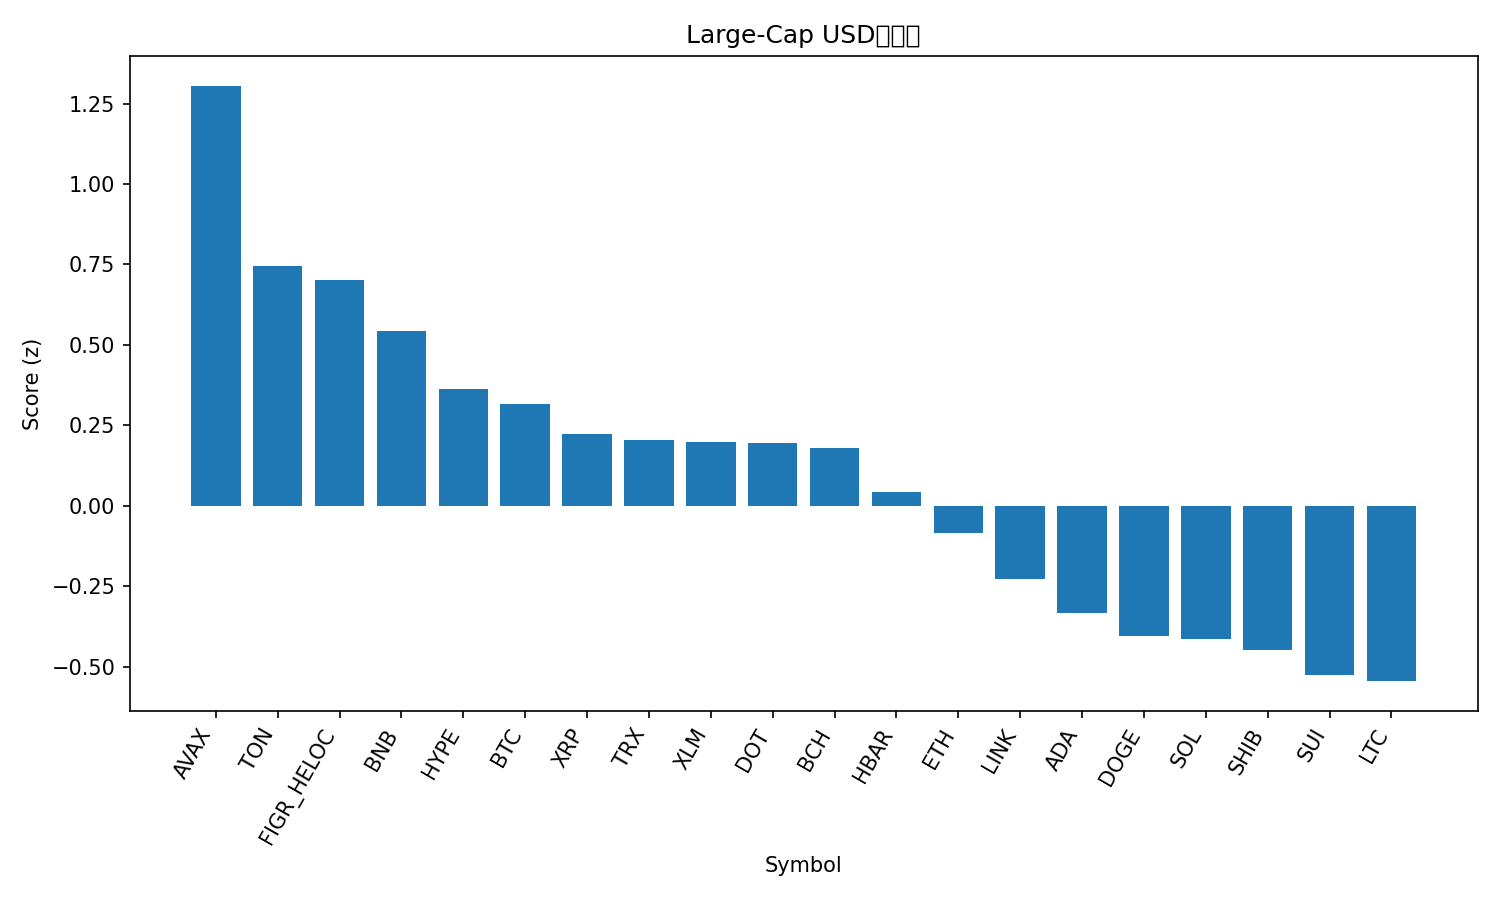 Large-Cap USD
1.25
1.00
0.75
0.50
0.25
0.00
−0.25
−0.50
Score (z)
AVAX
TON
FIGR_HELOC
BNB
HYPE
BTC
XRP
TRX
XLM
DOT
BCH
HBAR
ETH
LINK
ADA
DOGE
SOL
SHIB
SUI
LTC
Symbol